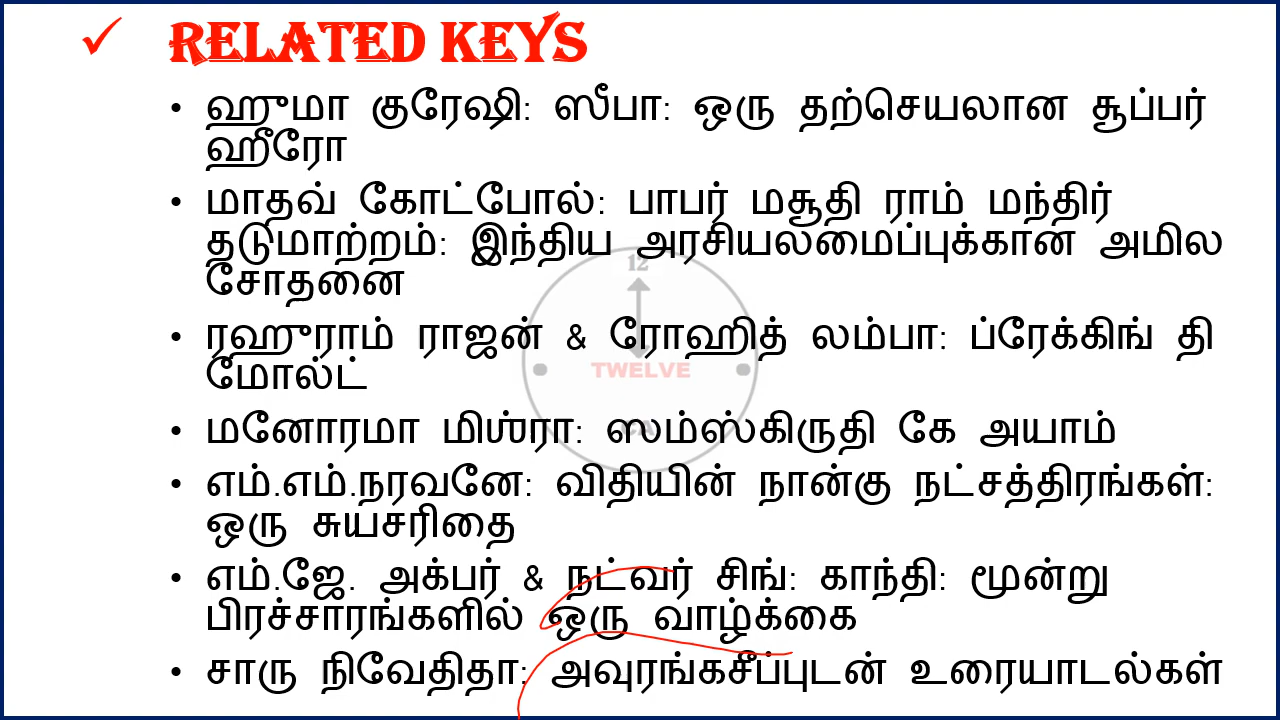 ✓ RELATED KEYS
• ஹுமா குரேஷி: ஸீபா: ஒரு தற்செயலான சூப்பர்
ஹீரோ
• மாதவ் கோட்போல்: பாபர் மசூதி ராம் மந்திர்
தடுமாற்றம்: இந்திய அரசியலமைப்புக்கான அமில
சோதனை
12
• ரஹுராம் ராஜன் & ரோஹித் லம்பா: ப்ரேக்கிங் தி
மோல்ட்
TWELVE
• மனோரமா மிஶ்ரா: ஸம்ஸ்கிருதி கே அயாம்
• எம்.எம்.நரவனே: விதியின் நான்கு நட்சத்திரங்கள்:
ஒரு சுயசரிதை
• எம்.ஜே. அக்பர் & நட்வர் சிங்: காந்தி: மூன்று
பிரச்சாரங்களில் ஒரு வாழ்க்கை
• சாரு நிவேதிதா: அவுரங்கசீப்புடன் உரையாடல்கள்